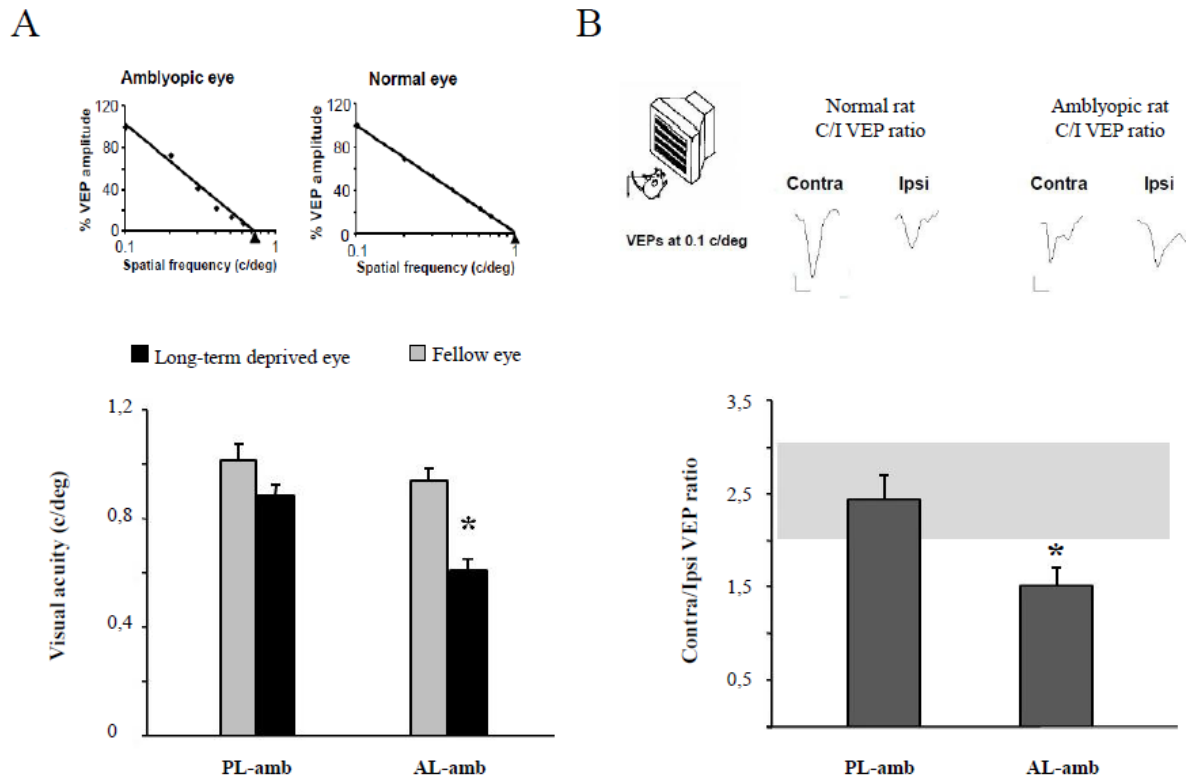 A
B
Amblyopic eye
Normal eye
% VEP amplitude
120
80
40
0
0.1
1
Spatial frequency (c/deg)
% VEP amplitude
120
80
40
0
0.1
1
Spatial frequency (c/deg)
VEPs at 0.1 c/deg
Normal rat
C/I VEP ratio
Contra
Ipsi
Amblyopic rat
C/I VEP ratio
Contra
Ipsi
Long-term deprived eye
Fellow eye
Visual acuity (c/deg)
1,2
0,8
0,4
0
*
PL-amb
AL-amb
Contra/Ipsi VEP ratio
3,5
2,5
1,5
0,5
*
PL-amb
AL-amb